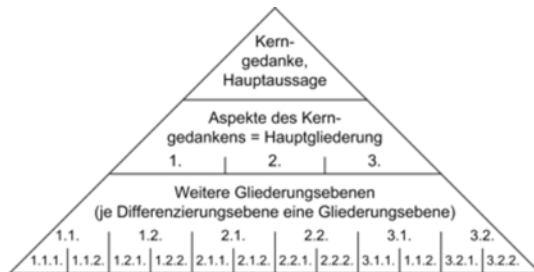 Kern-
gedanke,
Hauptaussage
Aspekte des Kern-
gedankens = Hauptgliederung
1. 2. 3.
Weitere Gliederungsebenen
(je Differenzierungsebene eine Gliederungsebene)
1.1. 1.2. 2.1. 2.2. 3.1. 3.2.
1.1.1. 1.1.2. 1.2.1. 1.2.2. 2.1.1. 2.1.2. 2.2.1. 2.2.2. 3.1.1. 1.1.2. 3.2.1. 3.2.2.